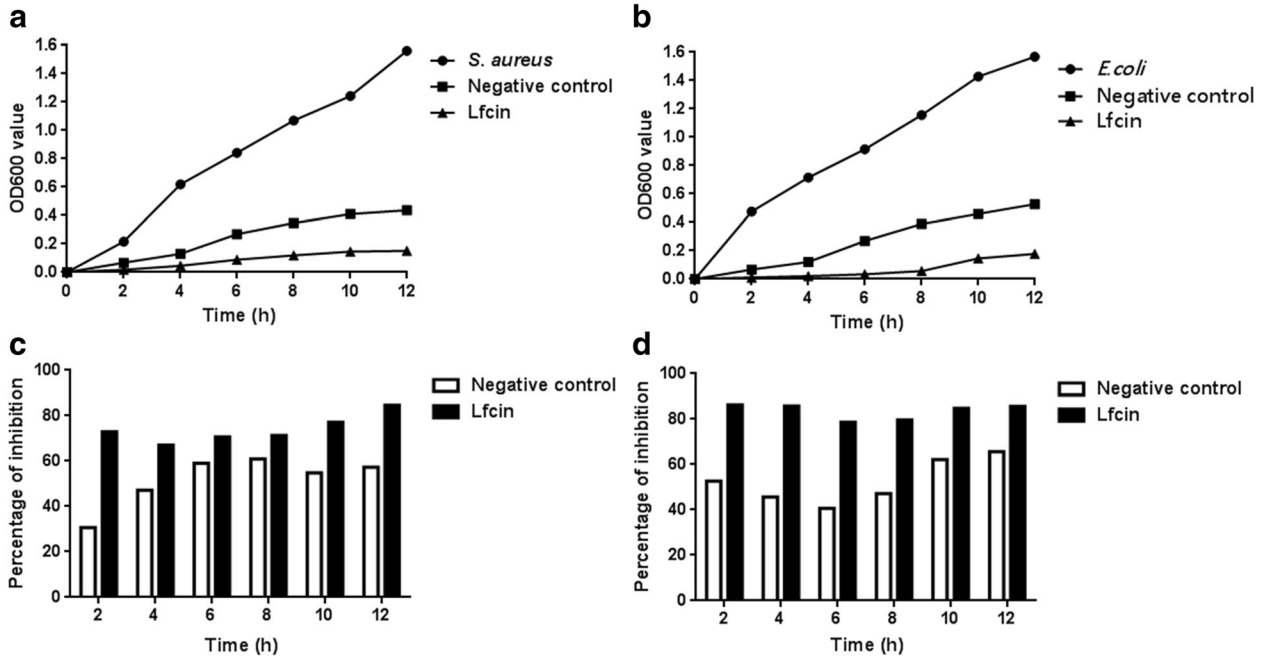 a
OD600 value
1.6
1.4
1.2
1.0
0.8
0.6
0.4
0.2
0.0
0 2 4 6 8 10 12
Time (h)
S. aureus
Negative control
Lfcin
b
OD600 value
1.6
1.4
1.2
1.0
0.8
0.6
0.4
0.2
0.0
0 2 4 6 8 10 12
Time (h)
E.coli
Negative control
Lfcin
c
Percentage of inhibition
100
80
60
40
20
0
2 4 6 8 10 12
Time (h)
Negative control
Lfcin
d
Percentage of inhibition
100
80
60
40
20
0
2 4 6 8 10 12
Time (h)
Negative control
Lfcin